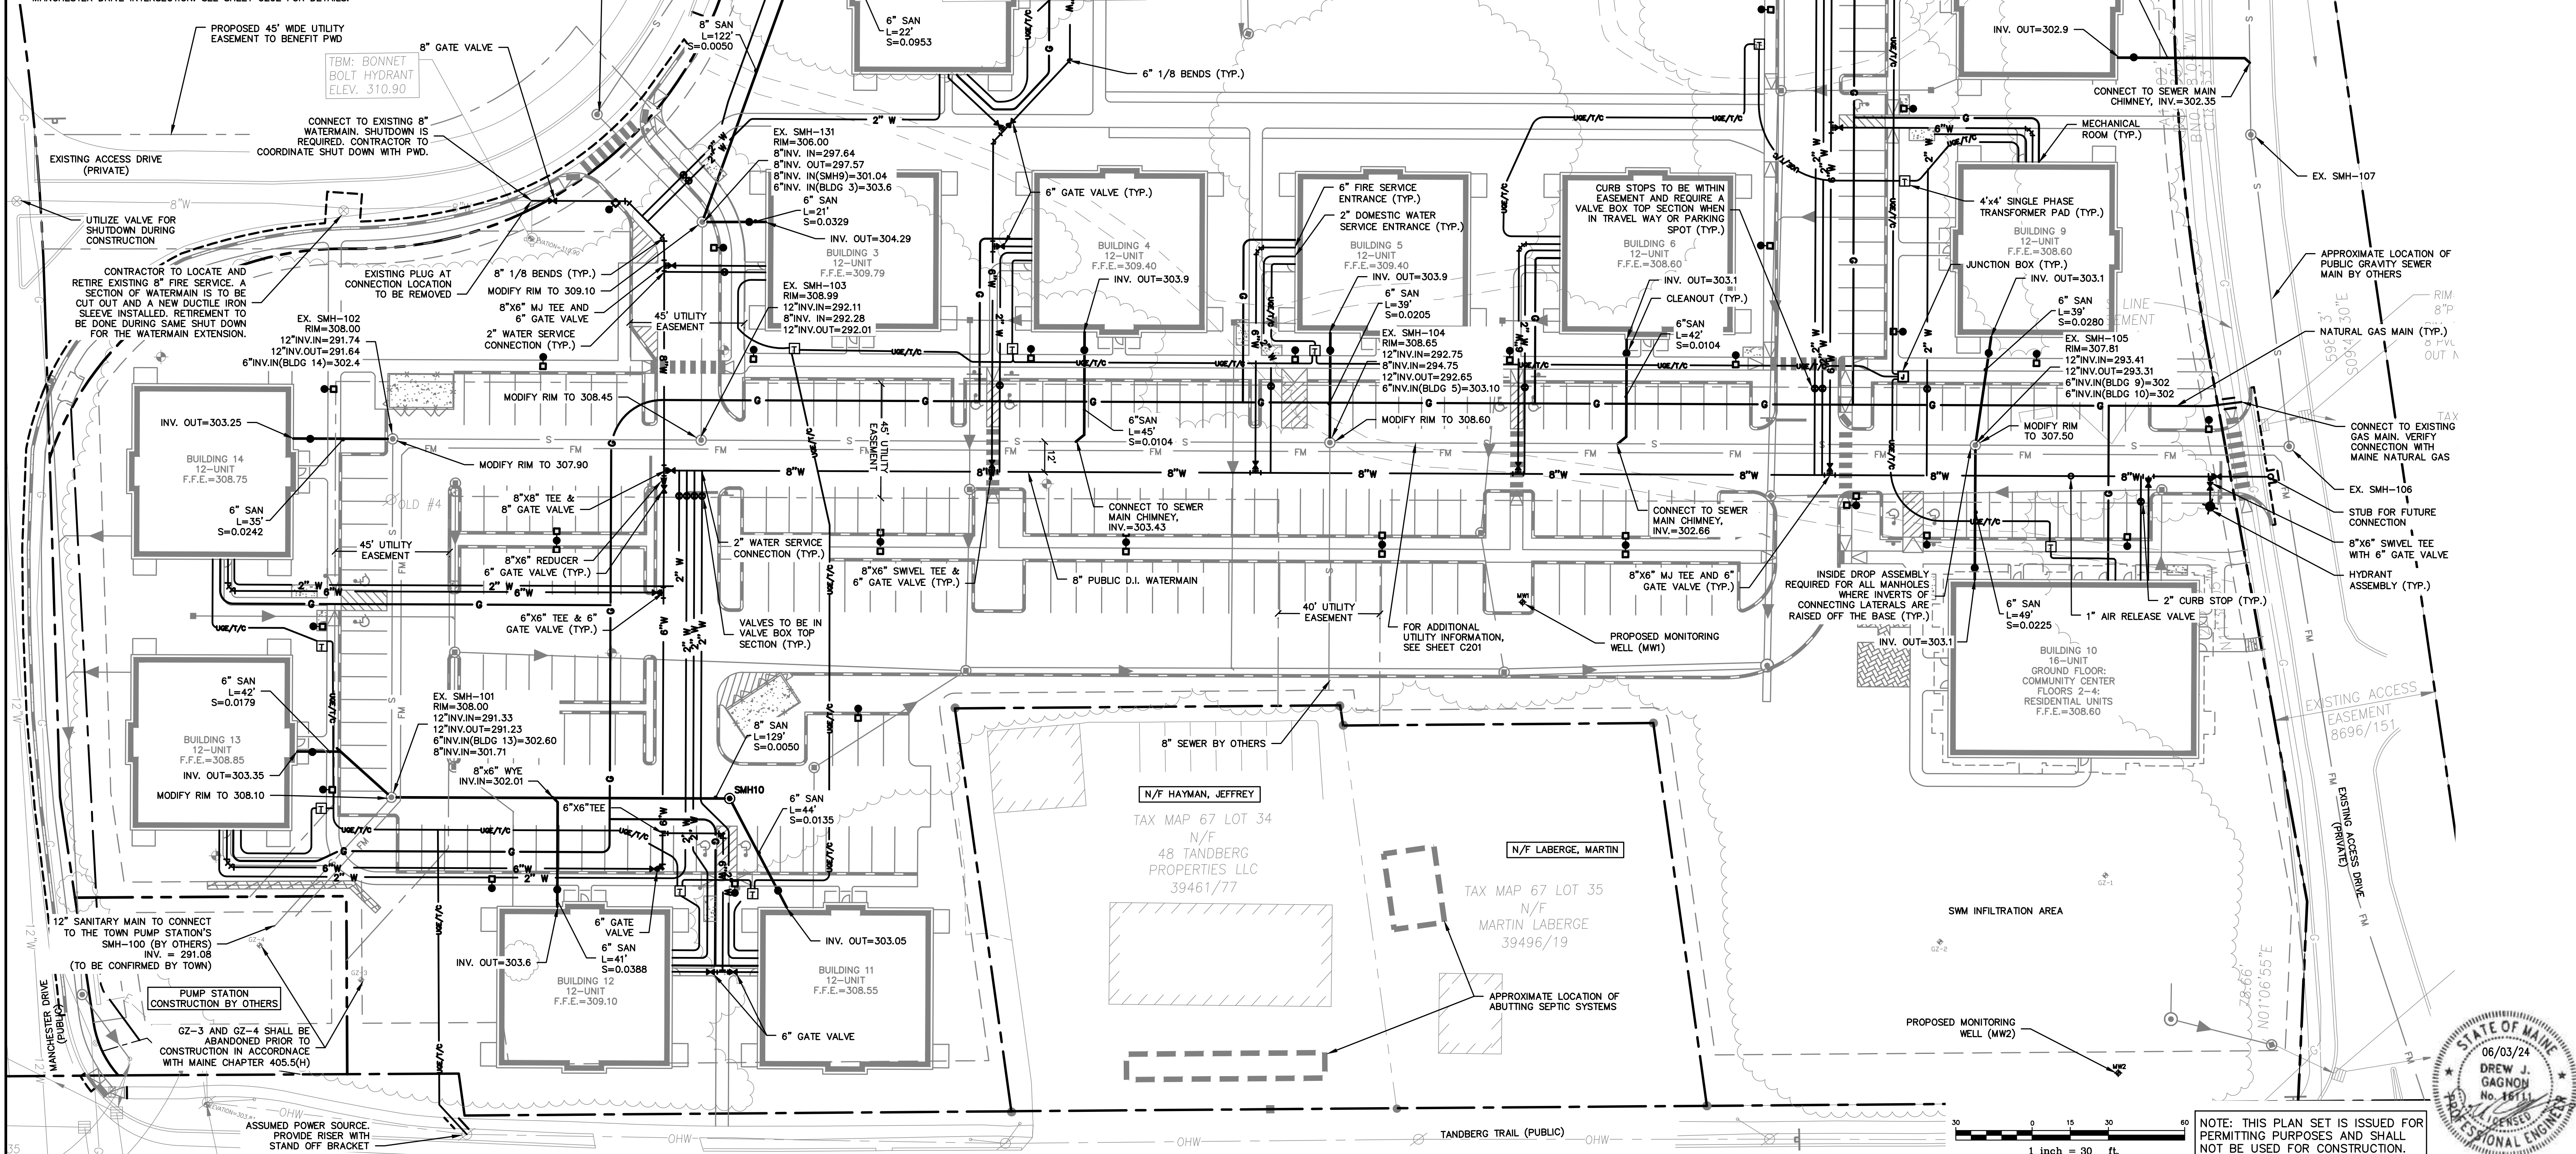 MANCHESTER DRIVE INTERSECTION. SEE SHEET C202 FOR DETAILS.
PROPOSED 45' WIDE UTILITY
EASEMENT TO BENEFIT PWD
8" GATE VALVE
TBM: BONNET
BOLT HYDRANT
ELEV. 310.90
CONNECT TO EXISTING 8"
WATERMAIN. SHUTDOWN IS
REQUIRED. CONTRACTOR TO
COORDINATE SHUT DOWN WITH PWD.
EXISTING ACCESS DRIVE
(PRIVATE)
8"W
UTILIZE VALVE FOR
SHUTDOWN DURING
CONSTRUCTION
CONTRACTOR TO LOCATE AND
RETIRE EXISTING 8" FIRE SERVICE. A
SECTION OF WATERMAIN IS TO BE
CUT OUT AND A NEW DUCTILE IRON
SLEEVE INSTALLED. RETIREMENT TO
BE DONE DURING SAME SHUT DOWN
FOR THE WATERMAIN EXTENSION.
EXISTING PLUG AT
CONNECTION LOCATION
TO BE REMOVED
8" SAN
L=122'
S=0.0050
6" SAN
L=22'
S=0.0953
6" 1/8 BENDS (TYP.)
2" W
EX. SMH-131
RIM=306.00
8"INV. IN=297.64
8"INV. OUT=297.57
8"INV. IN(SMH9)=301.04
6"INV. IN(BLDG 3)=303.6
6" SAN
L=21'
S=0.0329
INV. OUT=304.29
BUILDING 3
12-UNIT
F.F.E.=309.79
8" 1/8 BENDS (TYP.)
MODIFY RIM TO 309.10
8"X6" MJ TEE AND
6" GATE VALVE
2" WATER SERVICE
CONNECTION (TYP.)
45' UTILITY
EASEMENT
EX. SMH-103
RIM=308.99
12"INV.IN=292.11
8"INV. IN=292.28
12"INV.OUT=292.01
6" GATE VALVE (TYP.)
BUILDING 4
12-UNIT
F.F.E.=309.40
INV. OUT=303.9
6" FIRE SERVICE
ENTRANCE (TYP.)
2" DOMESTIC WATER
SERVICE ENTRANCE (TYP.)
BUILDING 5
12-UNIT
F.F.E.=309.40
INV. OUT=303.9
6" SAN
L=39'
S=0.0205
EX. SMH-104
RIM=308.65
12"INV.IN=292.75
8"INV.IN=294.75
12"INV.OUT=292.65
6"INV.IN(BLDG 5)=303.10
MODIFY RIM TO 308.60
UGE/T/C
UGE/T/C
CURB STOPS TO BE WITHIN
EASEMENT AND REQUIRE A
VALVE BOX TOP SECTION WHEN
IN TRAVEL WAY OR PARKING
SPOT (TYP.)
BUILDING 6
12-UNIT
F.F.E.=308.60
INV. OUT=303.1
CLEANOUT (TYP.)
6"SAN
L=42'
S=0.0104
INV. OUT=302.9
CONNECT TO SEWER MAIN
CHIMNEY, INV.=302.35
MECHANICAL
ROOM (TYP.)
EX. SMH-107
4'x4' SINGLE PHASE
TRANSFORMER PAD (TYP.)
BUILDING 9
12-UNIT
F.F.E.=308.60
JUNCTION BOX (TYP.)
INV. OUT=303.1
6" SAN
L=39'
S=0.0280
EX. SMH-105
RIM=307.81
12"INV.IN=293.41
12"INV.OUT=293.31
6"INV.IN(BLDG 9)=302
6"INV.IN(BLDG 10)=302
MODIFY RIM
TO 307.50
APPROXIMATE LOCATION OF
PUBLIC GRAVITY SEWER
MAIN BY OTHERS
NATURAL GAS MAIN (TYP.)
CONNECT TO EXISTING
GAS MAIN. VERIFY
CONNECTION WITH
MAINE NATURAL GAS
EX. SMH-106
STUB FOR FUTURE
CONNECTION
8"X6" SWIVEL TEE
WITH 6" GATE VALVE
HYDRANT
ASSEMBLY (TYP.)
2" CURB STOP (TYP.)
1" AIR RELEASE VALVE
EX. SMH-102
RIM=308.00
12"INV.IN=291.74
12"INV.OUT=291.64
6"INV.IN(BLDG 14)=302.4
MODIFY RIM TO 308.45
INV. OUT=303.25
BUILDING 14
12-UNIT
F.F.E.=308.75
MODIFY RIM TO 307.90
6" SAN
L=35'
S=0.0242
OLD #4
45' UTILITY
EASEMENT
8"X8" TEE &
8" GATE VALVE
8"X6" REDUCER
6" GATE VALVE (TYP.)
6"X6" TEE & 6"
GATE VALVE (TYP.)
2" WATER SERVICE
CONNECTION (TYP.)
VALVES TO BE IN
VALVE BOX TOP
SECTION (TYP.)
45' UTILITY
EASEMENT
12'
6"SAN
L=45'
S=0.0104
8"X6" SWIVEL TEE &
6" GATE VALVE (TYP.)
CONNECT TO SEWER
MAIN CHIMNEY,
INV.=303.43
8" PUBLIC D.I. WATERMAIN
40' UTILITY
EASEMENT
FOR ADDITIONAL
UTILITY INFORMATION,
SEE SHEET C201
MW1
PROPOSED MONITORING
WELL (MW1)
CONNECT TO SEWER
MAIN CHIMNEY,
INV.=302.66
8"X6" MJ TEE AND 6"
GATE VALVE (TYP.)
INSIDE DROP ASSEMBLY
REQUIRED FOR ALL MANHOLES
WHERE INVERTS OF
CONNECTING LATERALS ARE
RAISED OFF THE BASE (TYP.)
INV. OUT=303.1
6" SAN
L=49'
S=0.0225
BUILDING 10
16-UNIT
GROUND FLOOR:
COMMUNITY CENTER
FLOORS 2-4:
RESIDENTIAL UNITS
F.F.E.=308.60
EXISTING ACCESS
EASEMENT
8696/151
EXISTING ACCESS DRIVE
(PRIVATE)
6" SAN
L=42'
S=0.0179
BUILDING 13
12-UNIT
F.F.E.=308.85
INV. OUT=303.35
MODIFY RIM TO 308.10
EX. SMH-101
RIM=308.00
12"INV.IN=291.33
12"INV.OUT=291.23
6"INV.IN(BLDG 13)=302.60
8"INV.IN=301.71
8"x6" WYE
INV.IN=302.01
6"X6"TEE
8" SAN
L=129'
S=0.0050
SMH10
6" SAN
L=44'
S=0.0135
8" SEWER BY OTHERS
N/F HAYMAN, JEFFREY
TAX MAP 67 LOT 34
N/F
48 TANDBERG
PROPERTIES LLC
39461/77
N/F LABERGE, MARTIN
TAX MAP 67 LOT 35
N/F
MARTIN LABERGE
39496/19
APPROXIMATE LOCATION OF
ABUTTING SEPTIC SYSTEMS
SWM INFILTRATION AREA
GZ-1
GZ-2
PROPOSED MONITORING
WELL (MW2)
MW2
78.66'
N01°06'55"E
12" SANITARY MAIN TO CONNECT
TO THE TOWN PUMP STATION'S
SMH-100 (BY OTHERS)
INV. = 291.08
(TO BE CONFIRMED BY TOWN)
GZ-4
GZ-3
PUMP STATION
CONSTRUCTION BY OTHERS
GZ-3 AND GZ-4 SHALL BE
ABANDONED PRIOR TO
CONSTRUCTION IN ACCORDNACE
WITH MAINE CHAPTER 405.5(H)
MANCHESTER DRIVE
(PUBLIC)
INV. OUT=303.6
6" GATE
VALVE
6" SAN
L=41'
S=0.0388
BUILDING 12
12-UNIT
F.F.E.=309.10
INV. OUT=303.05
BUILDING 11
12-UNIT
F.F.E.=308.55
6" GATE VALVE
ASSUMED POWER SOURCE.
PROVIDE RISER WITH
STAND OFF BRACKET
OHW
TANDBERG TRAIL (PUBLIC)
30 0 15 30 60
1 inch = 30 ft.
NOTE: THIS PLAN SET IS ISSUED FOR
PERMITTING PURPOSES AND SHALL
NOT BE USED FOR CONSTRUCTION.
STATE OF MAINE
06/03/24
DREW J.
GAGNON
No. 16111
LICENSED
PROFESSIONAL ENGINEER